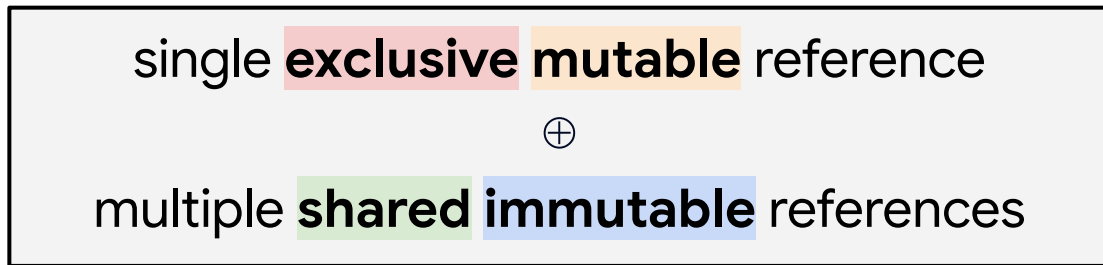 single exclusive mutable reference
⊕
multiple shared immutable references